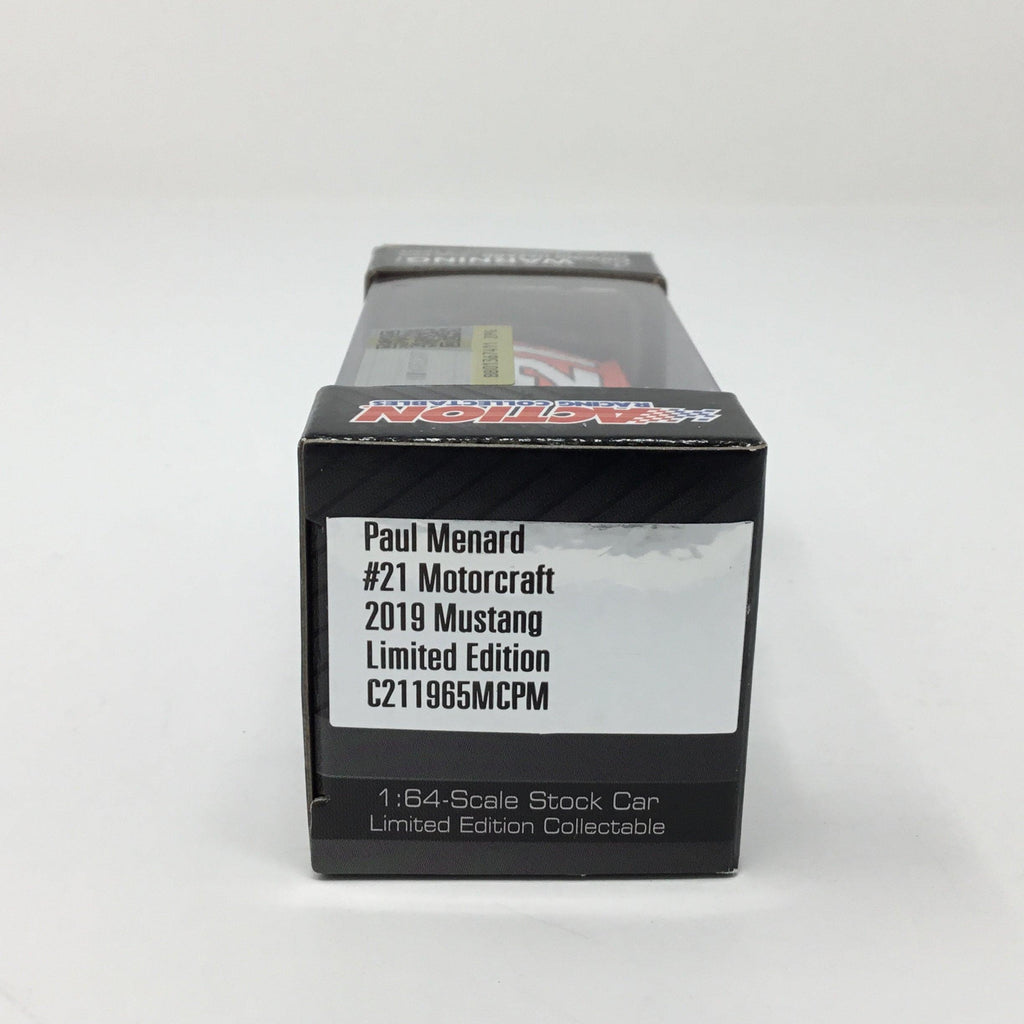 WARNING
ACTION
RACING COLLECTABLES
Paul Menard
#21 Motorcraft
2019 Mustang
Limited Edition
C211965MCPM
1:64-Scale Stock Car
Limited Edition Collectable